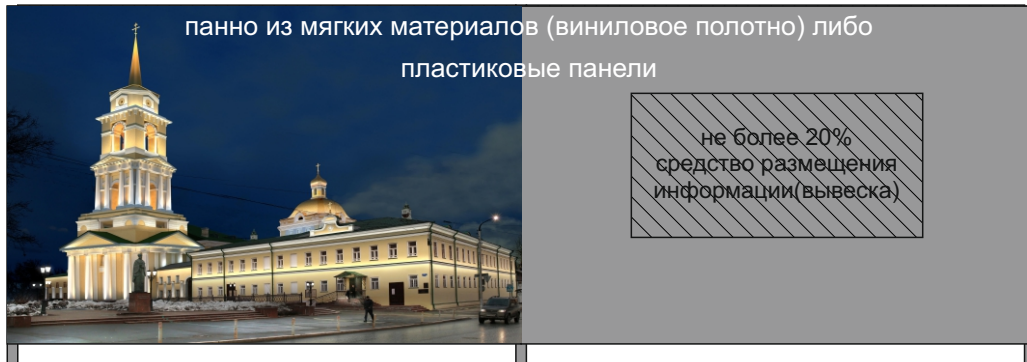 панно из мягких материалов (виниловое полотно) либо
пластиковые панели
не более 20%
средство размещения
информации(вывеска)